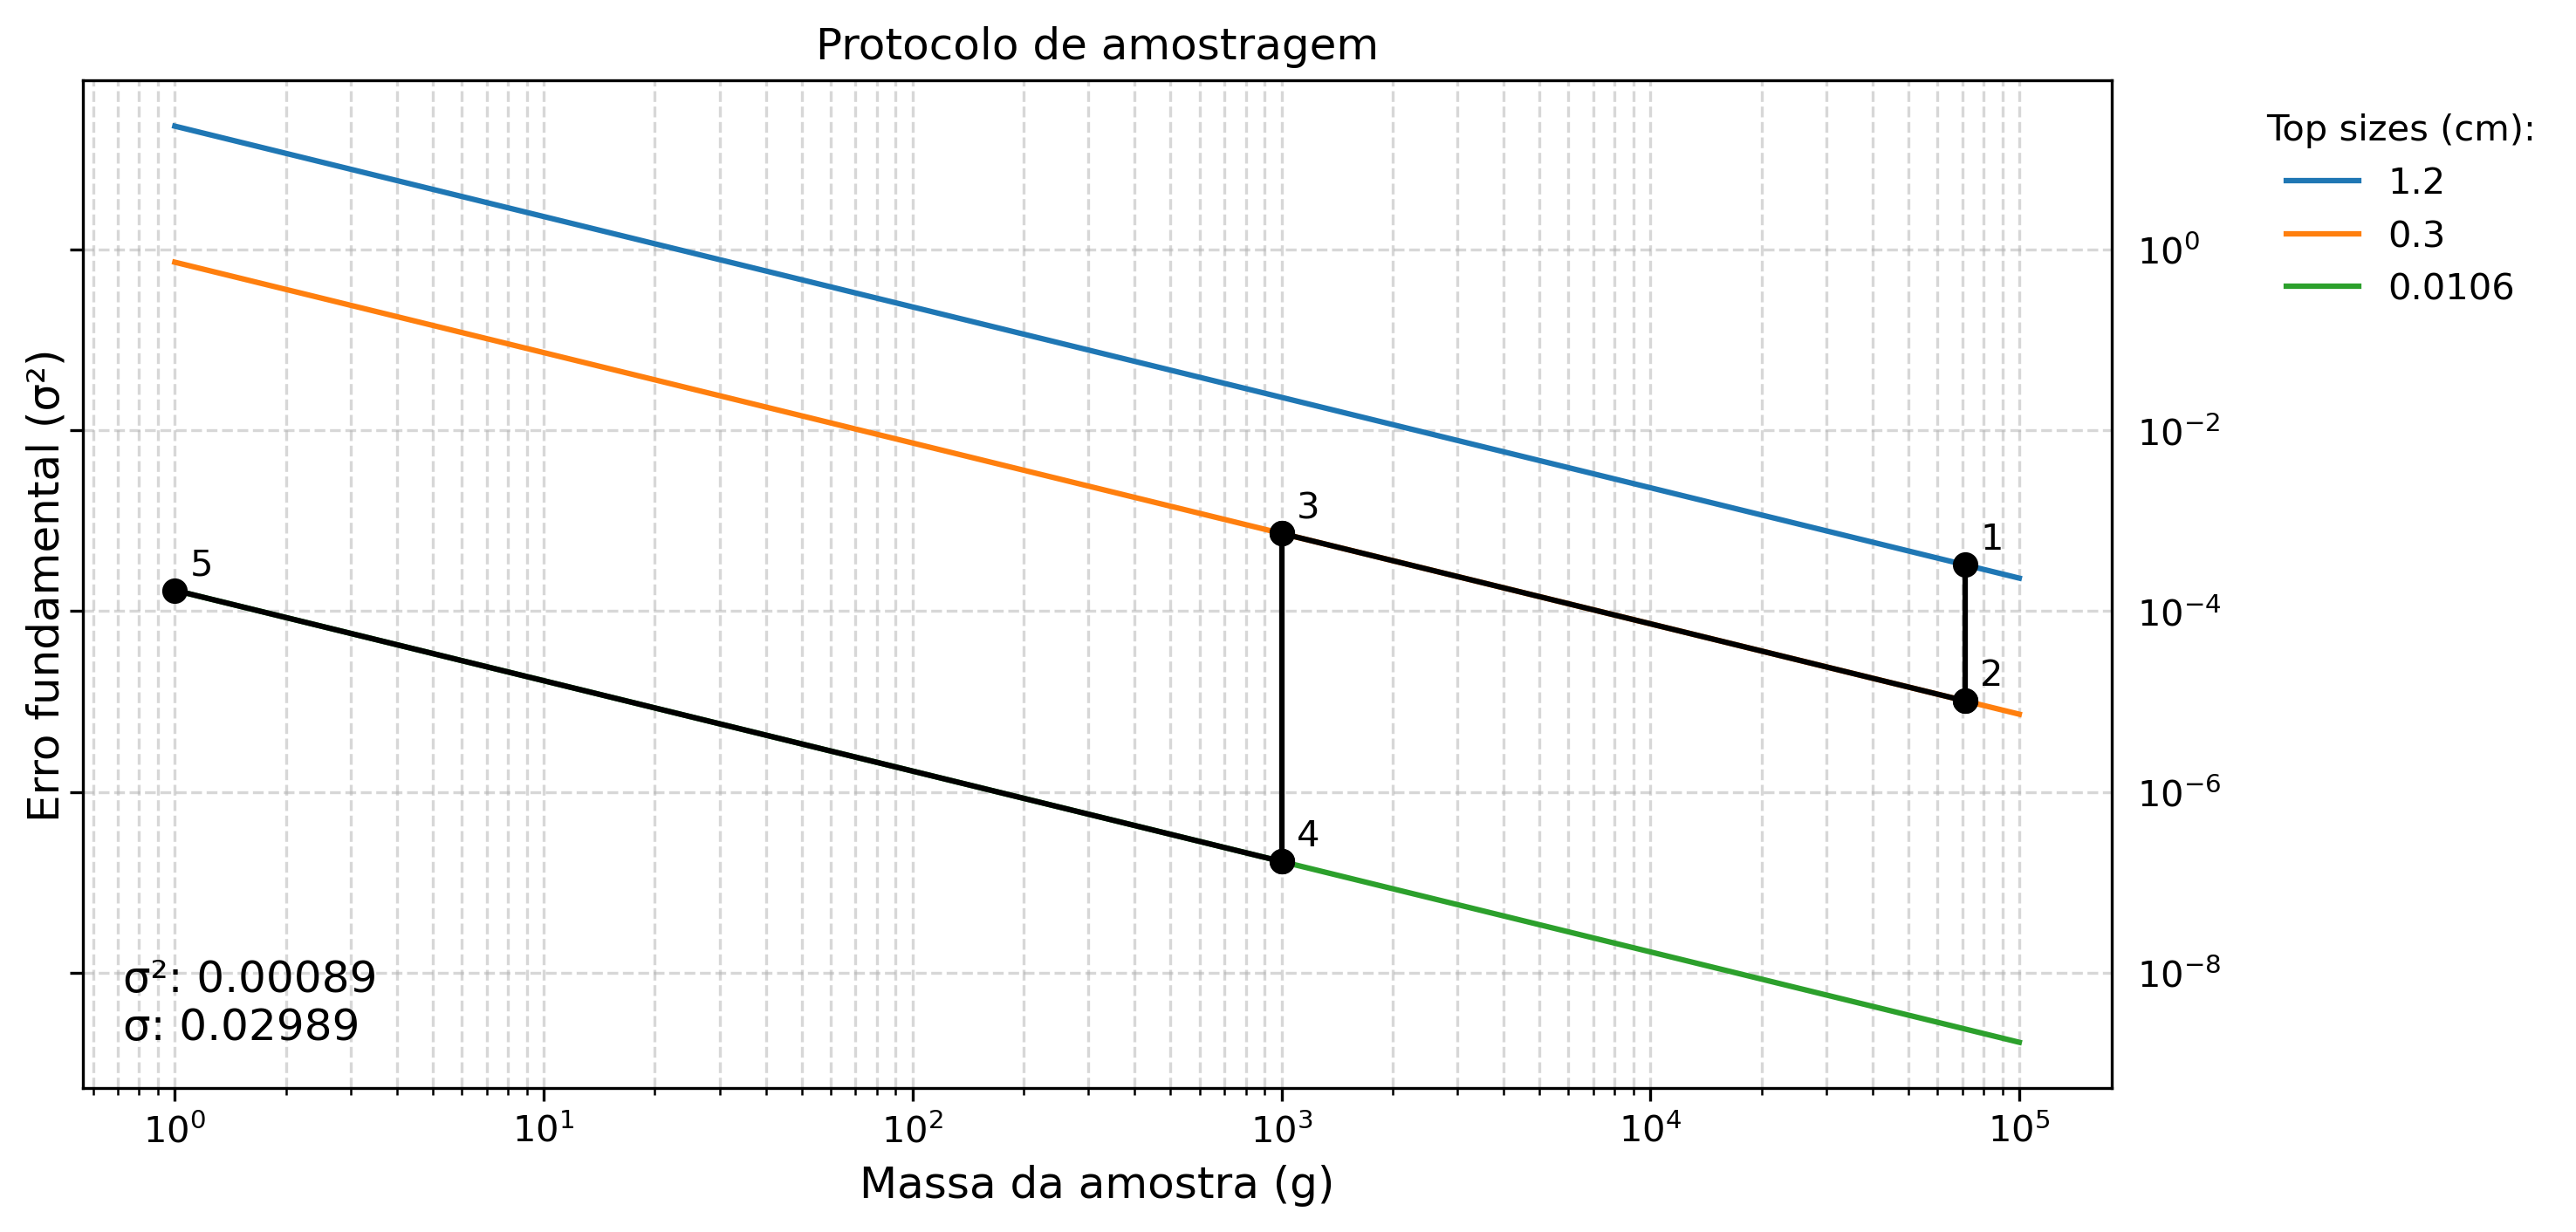 Protocolo de amostragem
Top sizes (cm):
1.2
0.3
0.0106
Erro fundamental (σ²)
10⁰
10⁻²
10⁻⁴
10⁻⁶
10⁻⁸
1
2
3
4
5
σ²: 0.00089
σ: 0.02989
10⁰ 10¹ 10² 10³ 10⁴ 10⁵
Massa da amostra (g)